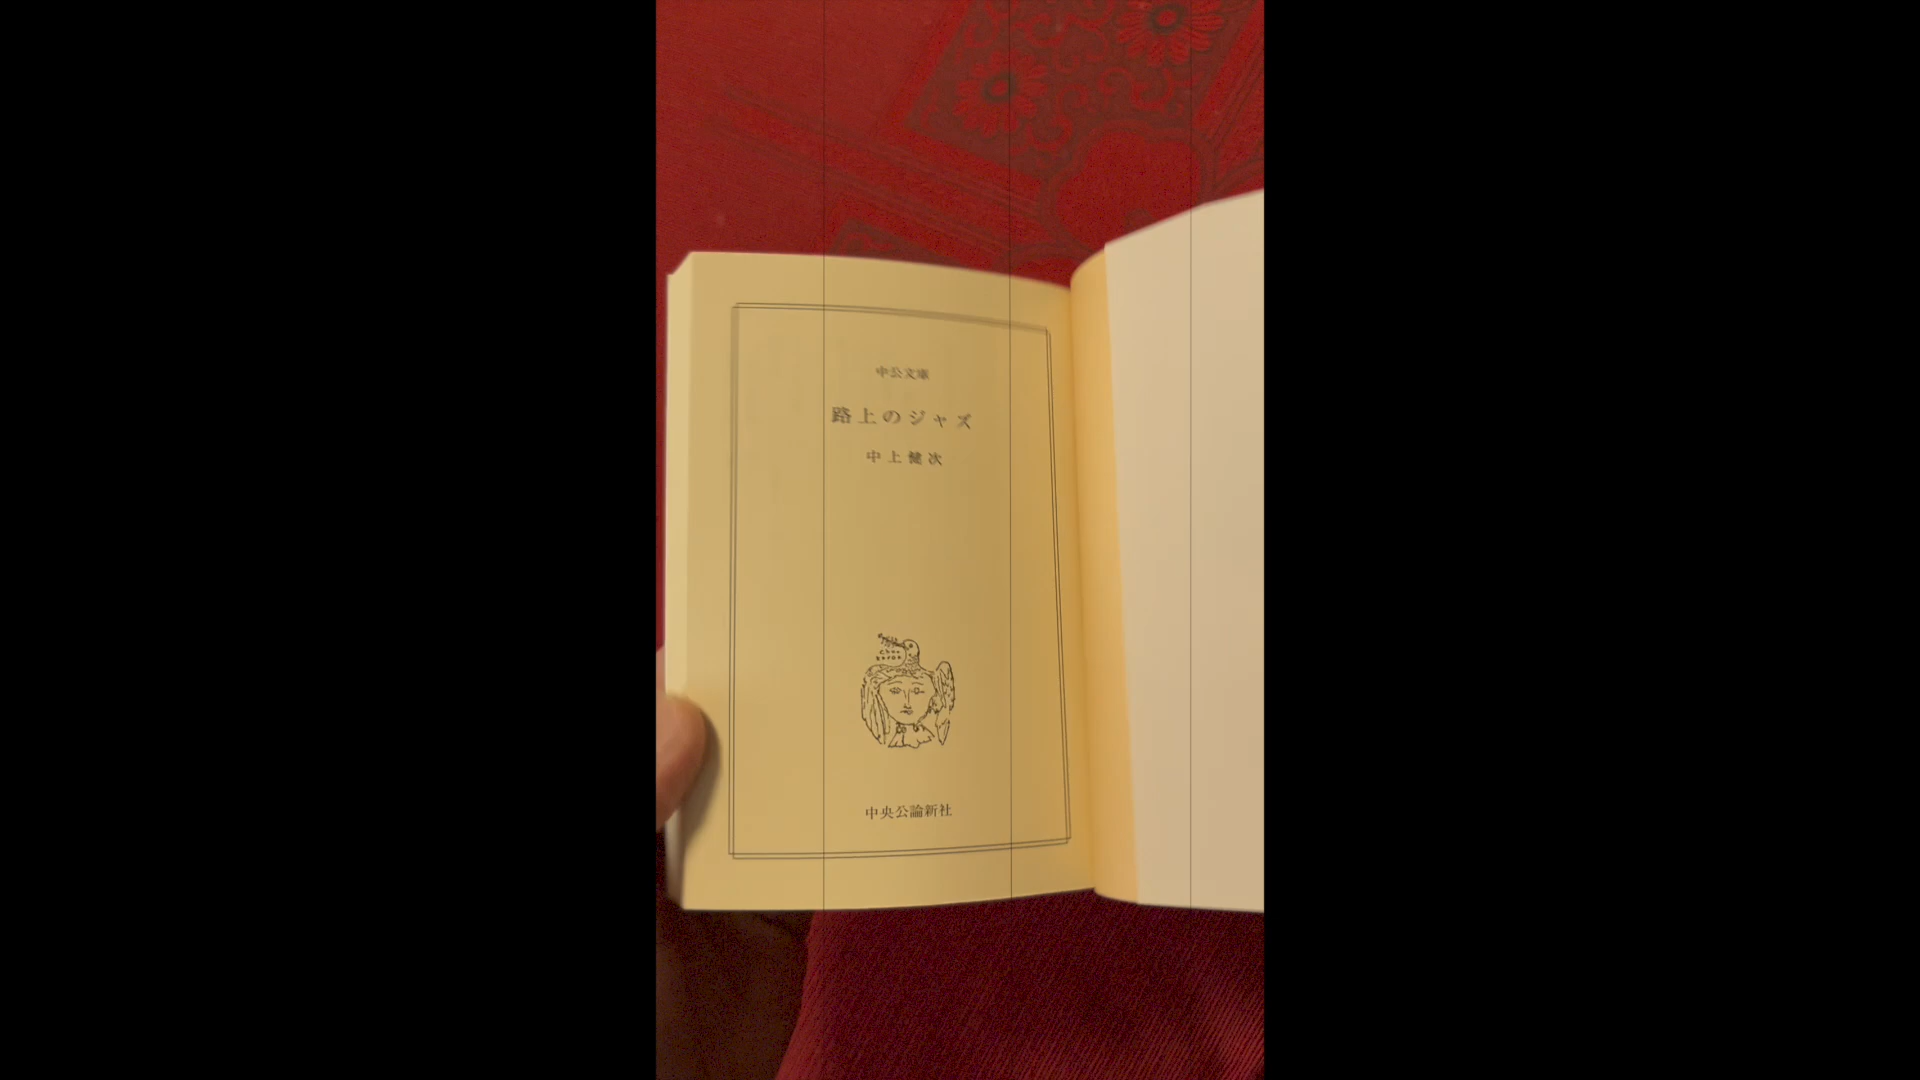 中公文庫
路上のジャズ
中上健次
中央公論新社